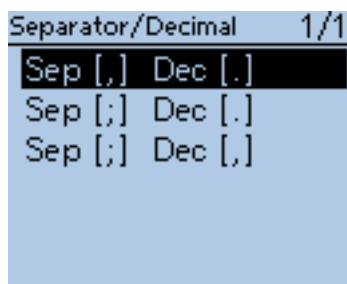 Separator/Decimal 1/1
Sep [,] Dec [.]
Sep [;] Dec [.]
Sep [;] Dec [,]